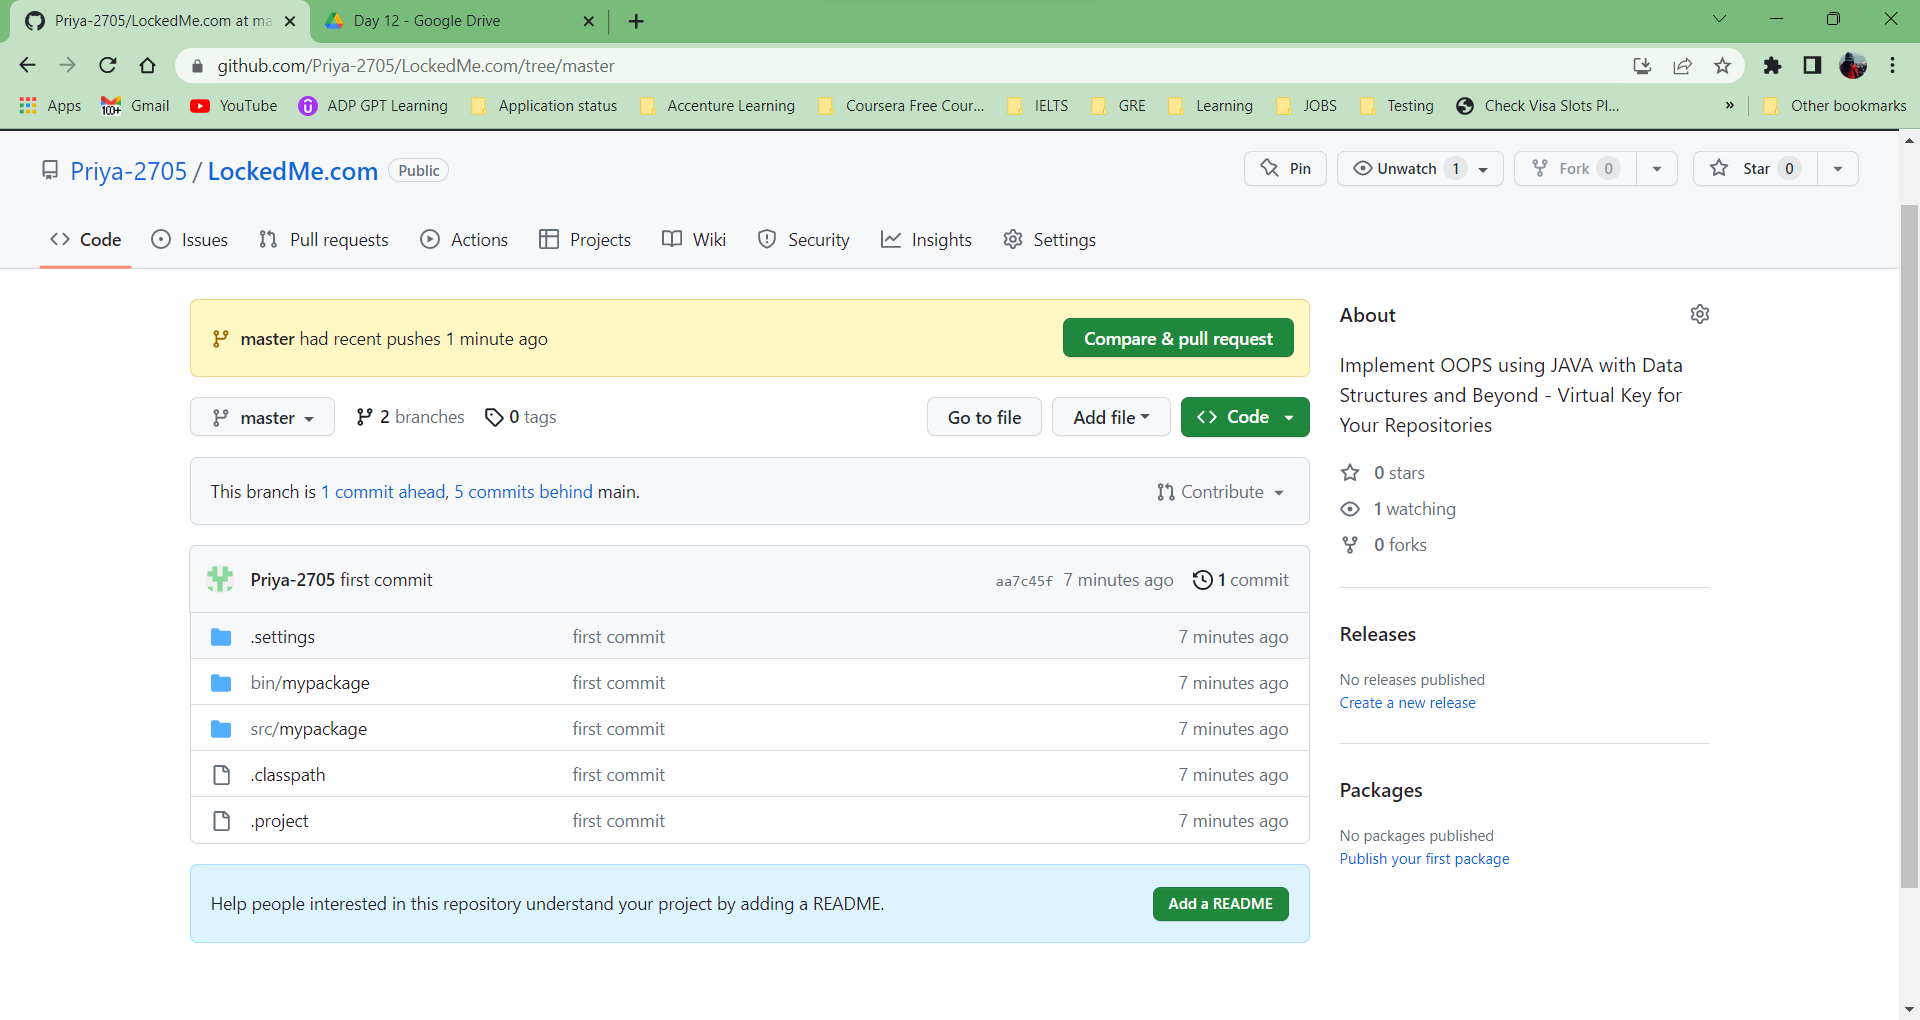 Priya-2705/LockedMe.com at ma
Day 12 - Google Drive
github.com/Priya-2705/LockedMe.com/tree/master
Apps
100+ Gmail
YouTube
ADP GPT Learning
Application status
Accenture Learning
Coursera Free Cour...
IELTS
GRE
Learning
JOBS
Testing
Check Visa Slots Pl...
»
Other bookmarks
Priya-2705 / LockedMe.com Public
Pin
Unwatch 1
Fork 0
Star 0
Code
Issues
Pull requests
Actions
Projects
Wiki
Security
Insights
Settings
master had recent pushes 1 minute ago
Compare & pull request
master
2 branches
0 tags
Go to file
Add file
Code
This branch is 1 commit ahead, 5 commits behind main.
Contribute
Priya-2705 first commit
aa7c45f 7 minutes ago
1 commit
.settings first commit 7 minutes ago
bin/mypackage first commit 7 minutes ago
src/mypackage first commit 7 minutes ago
.classpath first commit 7 minutes ago
.project first commit 7 minutes ago
Help people interested in this repository understand your project by adding a README.
Add a README
About
Implement OOPS using JAVA with Data
Structures and Beyond - Virtual Key for
Your Repositories
0 stars
1 watching
0 forks
Releases
No releases published
Create a new release
Packages
No packages published
Publish your first package